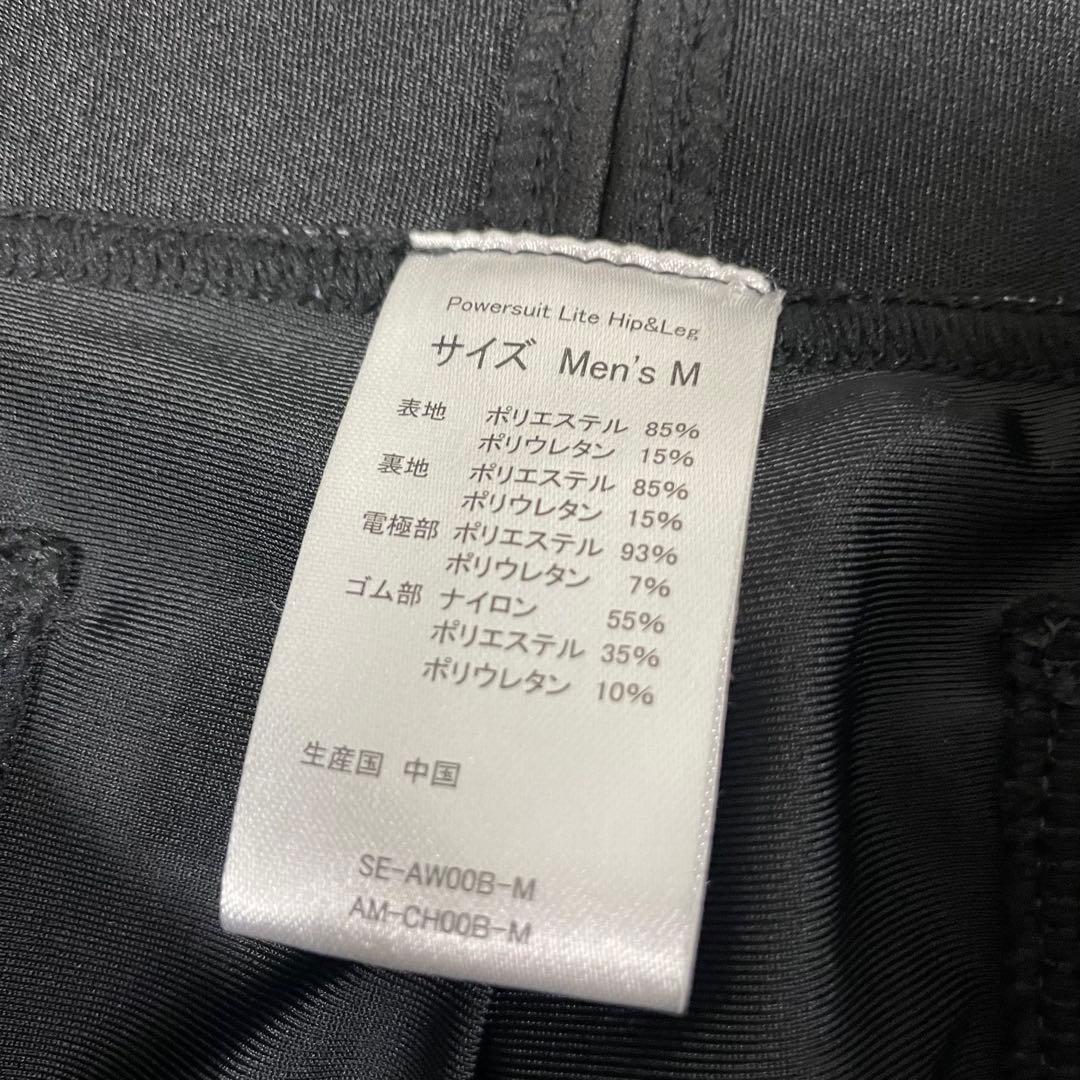 Powersuit Lite Hip&Leg
サイズ Men's M
表地 ポリエステル 85%
ポリウレタン 15%
裏地 ポリエステル 85%
ポリウレタン 15%
電極部 ポリエステル 93%
ポリウレタン 7%
ゴム部 ナイロン 55%
ポリエステル 35%
ポリウレタン 10%
生産国 中国
SE-AW00B-M
AM-CH00B-M